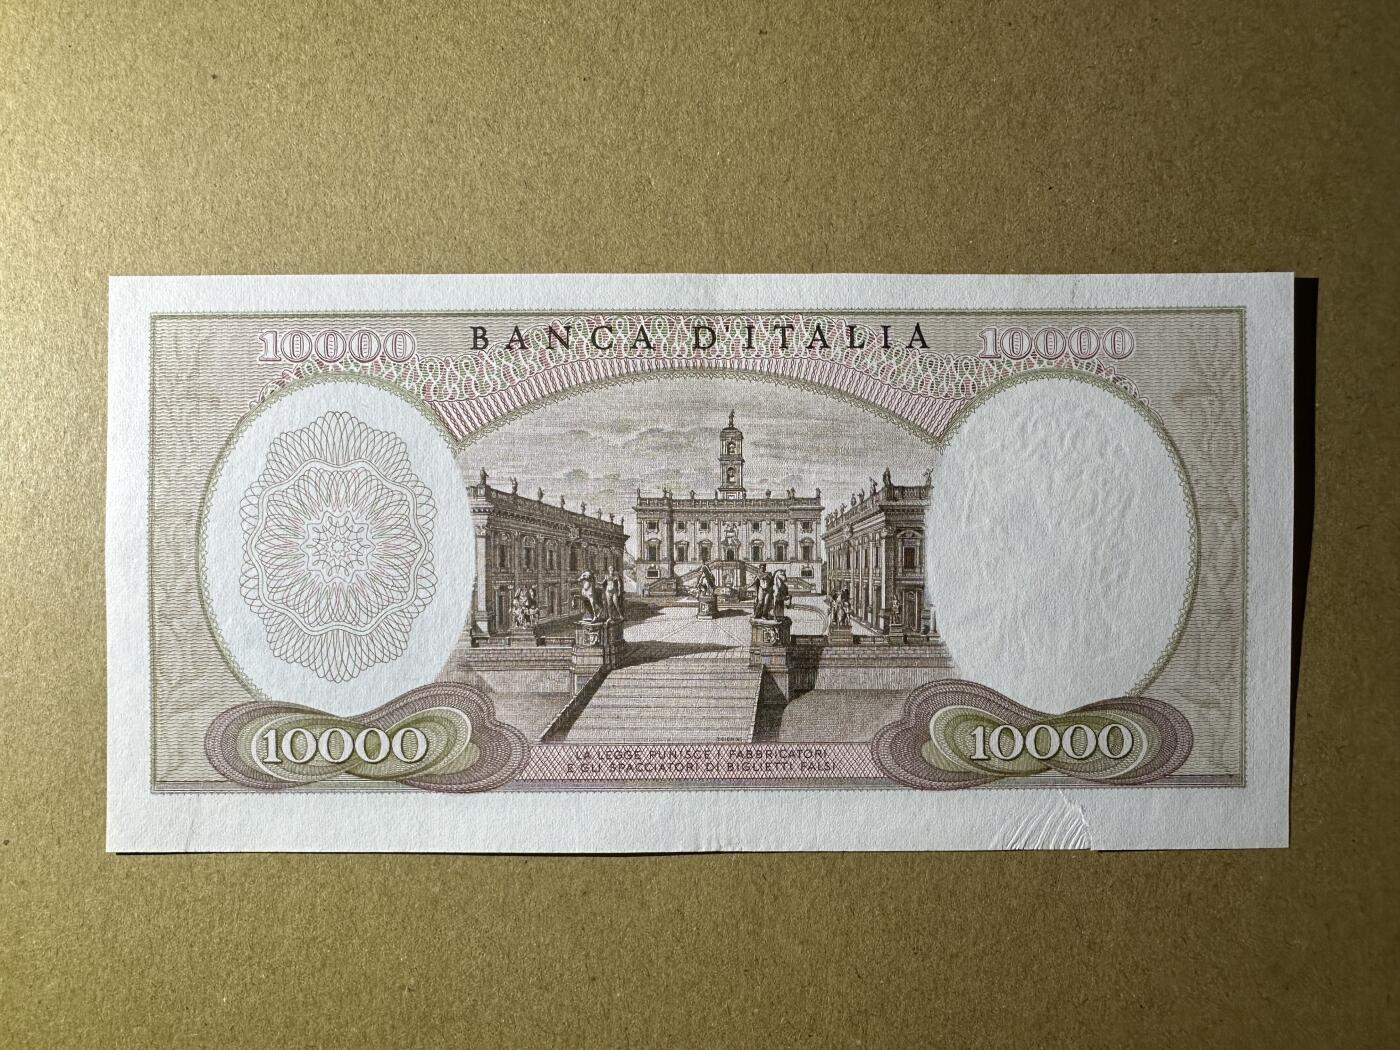 10000 BANCA D'ITALIA 10000
LA LEGGE PUNISCE I FABBRICATORI
E GLI SPACCIATORI DI BIGLIETTI FALSI
10000 10000